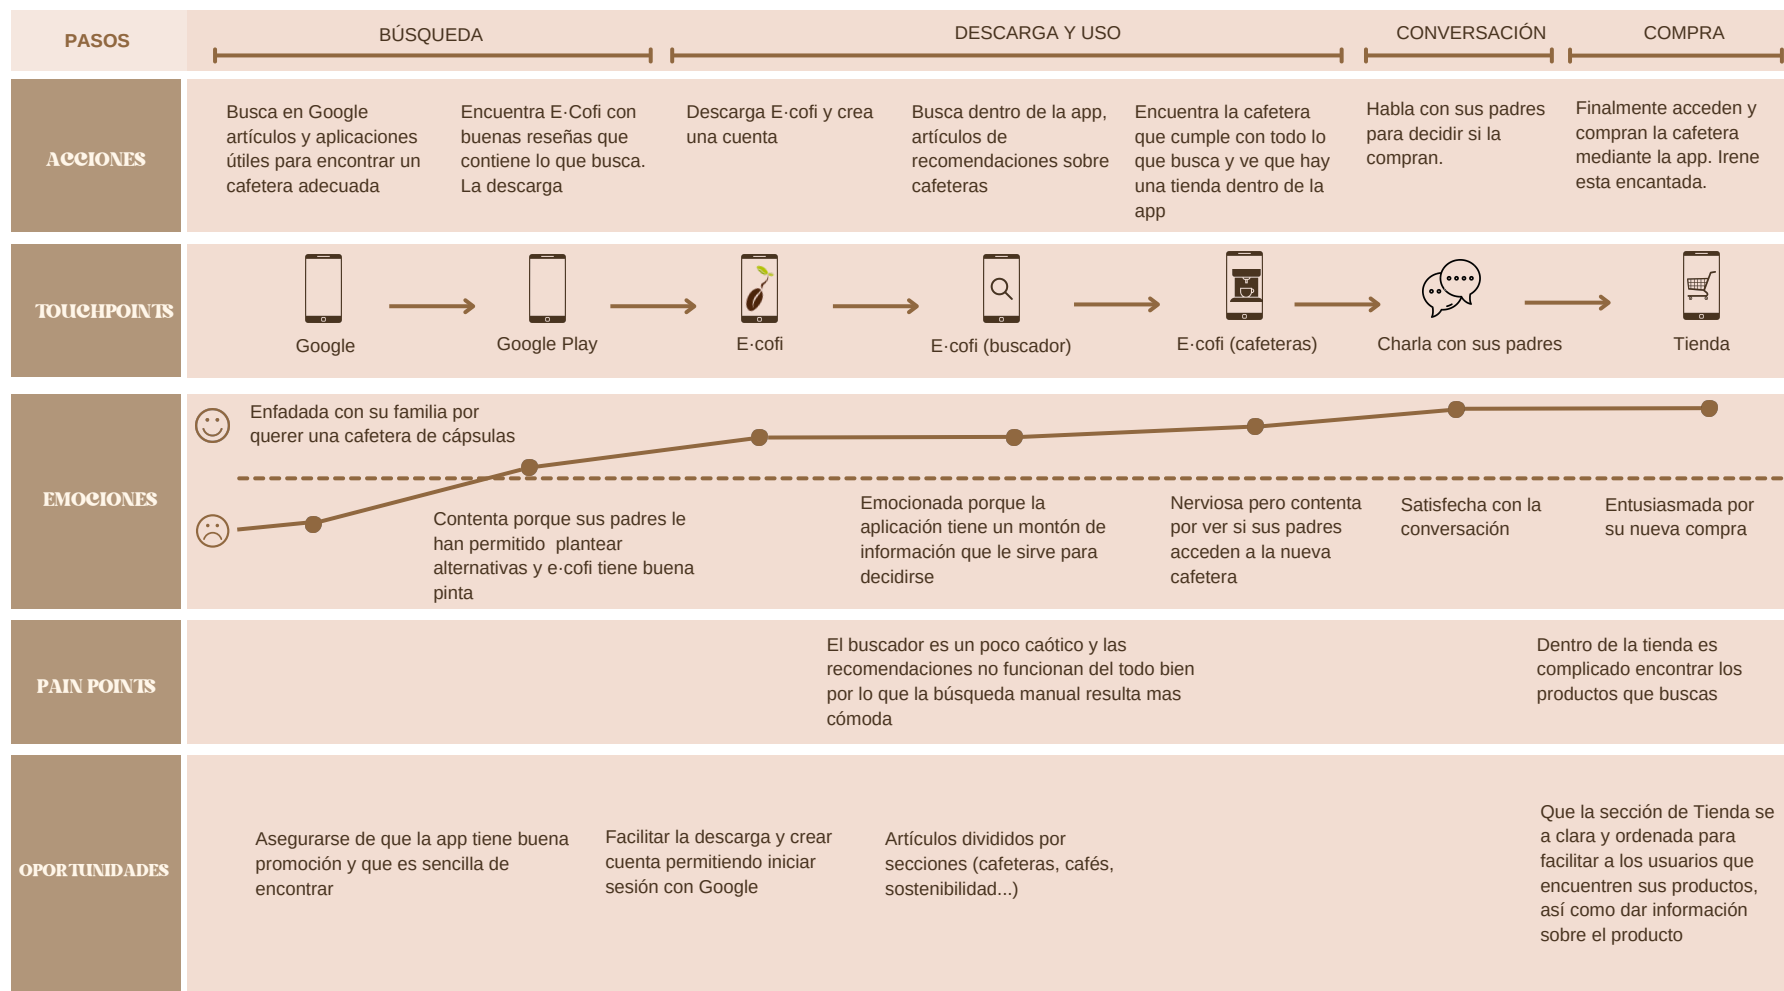 PASOS
BÚSQUEDA
DESCARGA Y USO
CONVERSACIÓN
COMPRA
ACCIONES
Busca en Google
artículos y aplicaciones
útiles para encontrar un
cafetera adecuada
Encuentra E·Cofi con
buenas reseñas que
contiene lo que busca.
La descarga
Descarga E·cofi y crea
una cuenta
Busca dentro de la app,
artículos de
recomendaciones sobre
cafeteras
Encuentra la cafetera
que cumple con todo lo
que busca y ve que hay
una tienda dentro de la
app
Habla con sus padres
para decidir si la
compran.
Finalmente acceden y
compran la cafetera
mediante la app. Irene
esta encantada.
TOUCHPOINTS
Google
Google Play
E·cofi
E·cofi (buscador)
E·cofi (cafeteras)
Charla con sus padres
Tienda
EMOCIONES
Enfadada con su familia por
querer una cafetera de cápsulas
Contenta porque sus padres le
han permitido  plantear
alternativas y e·cofi tiene buena
pinta
Emocionada porque la
aplicación tiene un montón de
información que le sirve para
decidirse
Nerviosa pero contenta
por ver si sus padres
acceden a la nueva
cafetera
Satisfecha con la
conversación
Entusiasmada por
su nueva compra
PAIN POINTS
El buscador es un poco caótico y las
recomendaciones no funcionan del todo bien
por lo que la búsqueda manual resulta mas
cómoda
Dentro de la tienda es
complicado encontrar los
productos que buscas
OPORTUNIDADES
Asegurarse de que la app tiene buena
promoción y que es sencilla de
encontrar
Facilitar la descarga y crear
cuenta permitiendo iniciar
sesión con Google
Artículos divididos por
secciones (cafeteras, cafés,
sostenibilidad...)
Que la sección de Tienda se
a clara y ordenada para
facilitar a los usuarios que
encuentren sus productos,
así como dar información
sobre el producto